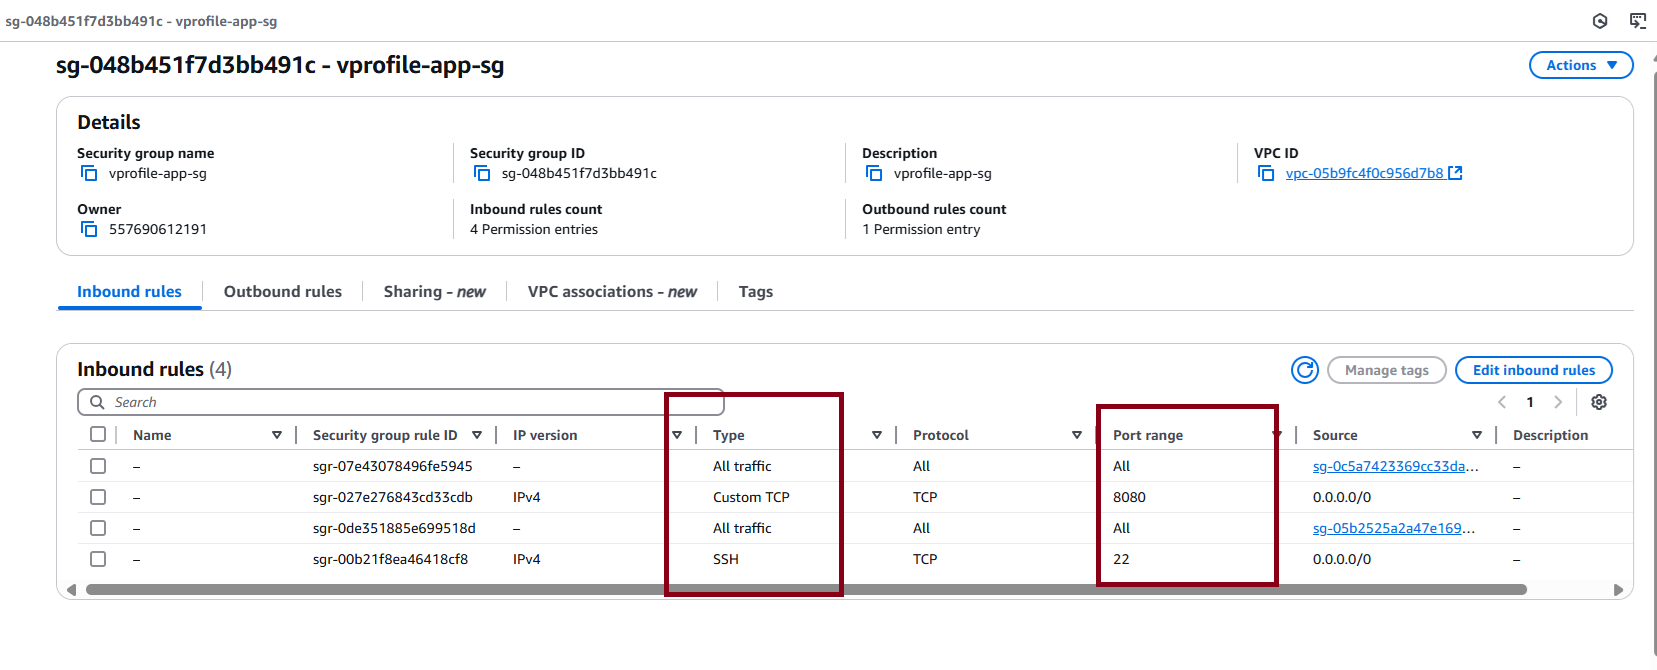 sg-048b451f7d3bb491c - vprofile-app-sg
sg-048b451f7d3bb491c - vprofile-app-sg
Actions
Details
Security group name
Security group ID
Description
VPC ID
vprofile-app-sg
sg-048b451f7d3bb491c
vprofile-app-sg
vpc-05b9fc4f0c956d7b8
Owner
Inbound rules count
Outbound rules count
557690612191
4 Permission entries
1 Permission entry
Inbound rules
Outbound rules
Sharing - new
VPC associations - new
Tags
Inbound rules (4)
Manage tags
Edit inbound rules
Search
1
Name Security group rule ID IP version Type Protocol Port range Source Description
– sgr-07e43078496fe5945 – All traffic All All sg-0c5a7423369cc33da... –
– sgr-027e276843cd33cdb IPv4 Custom TCP TCP 8080 0.0.0.0/0 –
– sgr-0de351885e699518d – All traffic All All sg-05b2525a2a47e169... –
– sgr-00b21f8ea46418cf8 IPv4 SSH TCP 22 0.0.0.0/0 –